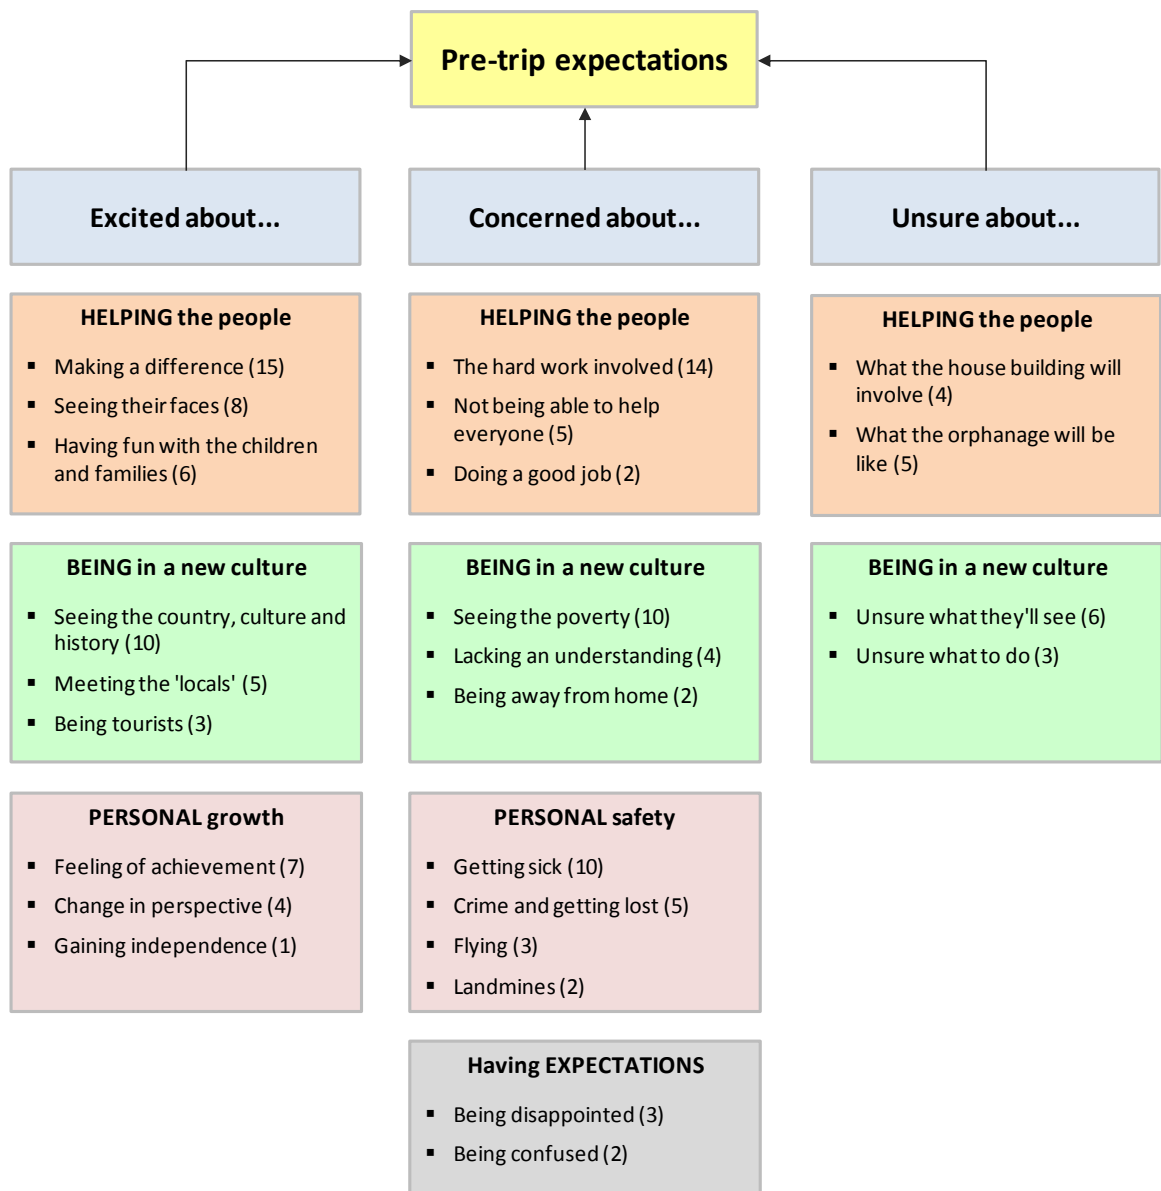 Pre-trip expectations
Excited about...
Concerned about...
Unsure about...
HELPING the people
▪ Making a difference (15)
▪ Seeing their faces (8)
▪ Having fun with the children
and families (6)
HELPING the people
▪ The hard work involved (14)
▪ Not being able to help
everyone (5)
▪ Doing a good job (2)
HELPING the people
▪ What the house building will
involve (4)
▪ What the orphanage will be
like (5)
BEING in a new culture
▪ Seeing the country, culture and
history (10)
▪ Meeting the 'locals' (5)
▪ Being tourists (3)
BEING in a new culture
▪ Seeing the poverty (10)
▪ Lacking an understanding (4)
▪ Being away from home (2)
BEING in a new culture
▪ Unsure what they'll see (6)
▪ Unsure what to do (3)
PERSONAL growth
▪ Feeling of achievement (7)
▪ Change in perspective (4)
▪ Gaining independence (1)
PERSONAL safety
▪ Getting sick (10)
▪ Crime and getting lost (5)
▪ Flying (3)
▪ Landmines (2)
Having EXPECTATIONS
▪ Being disappointed (3)
▪ Being confused (2)